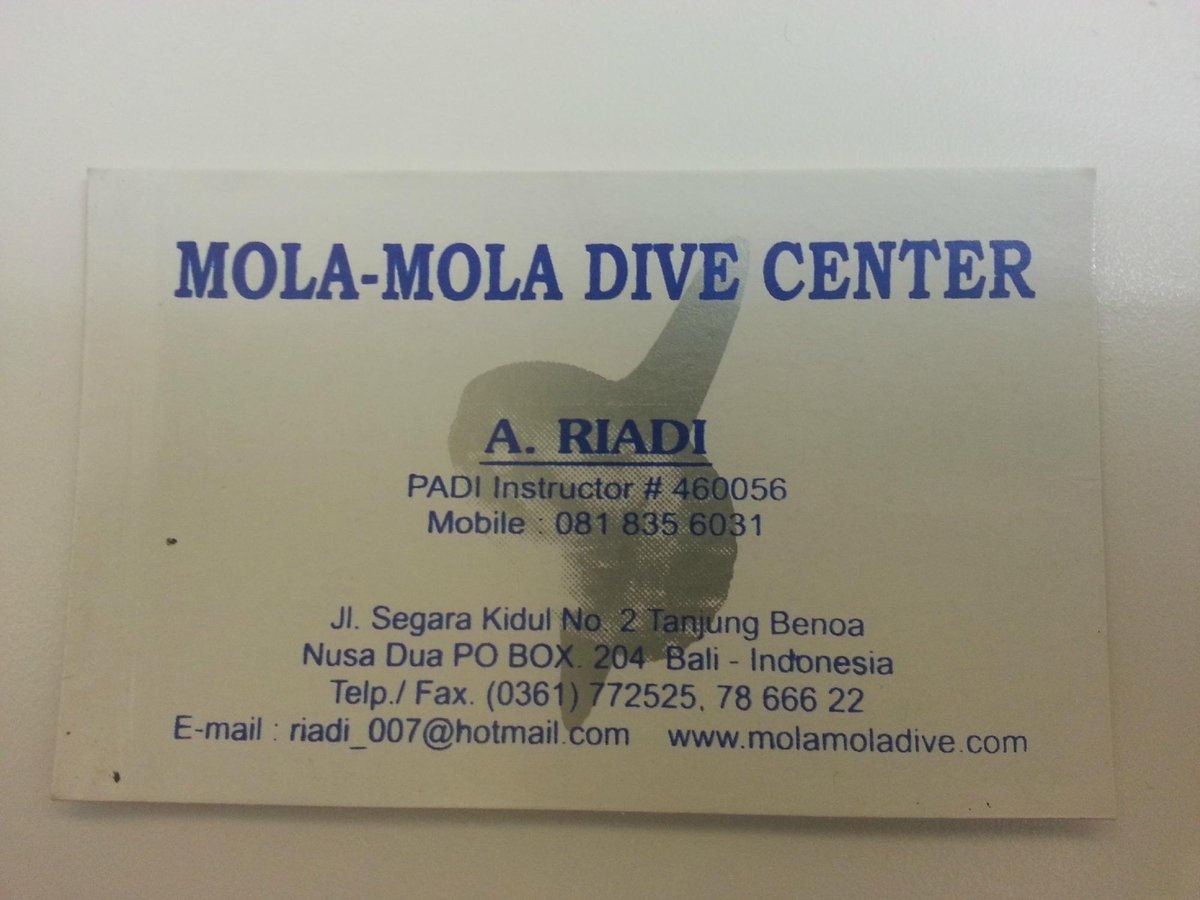 MOLA-MOLA DIVE CENTER
A. RIADI
PADI Instructor # 460056
Mobile : 081 835 6031
Jl. Segara Kidul No. 2 Tanjung Benoa
Nusa Dua PO BOX. 204 Bali - Indonesia
Telp./ Fax. (0361) 772525, 78 666 22
E-mail : riadi_007@hotmail.com www.molamoladive.com